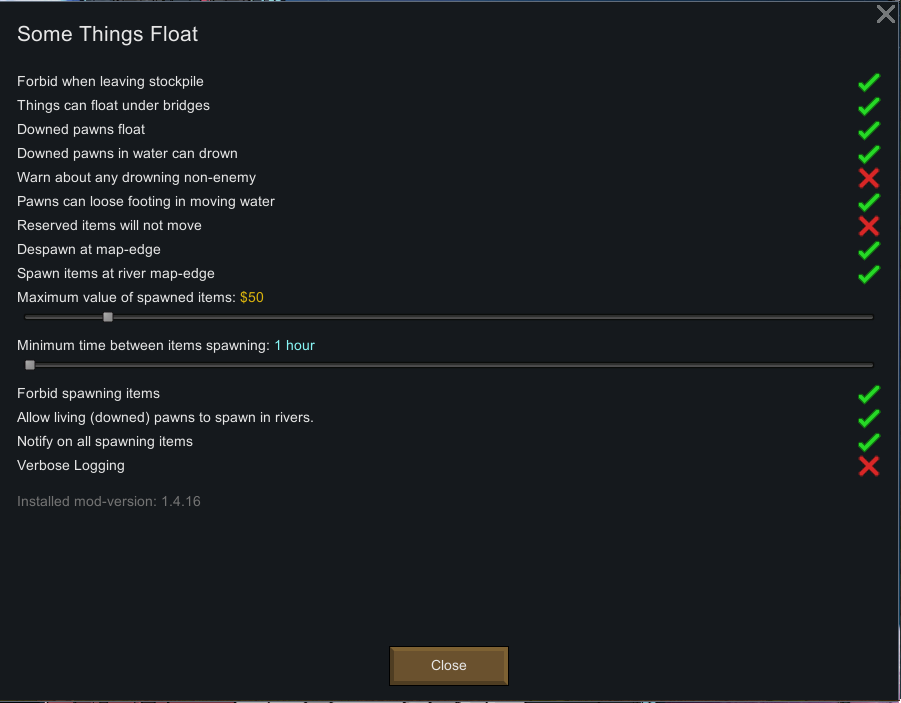 Some Things Float
Forbid when leaving stockpile
Things can float under bridges
Downed pawns float
Downed pawns in water can drown
Warn about any drowning non-enemy
Pawns can loose footing in moving water
Reserved items will not move
Despawn at map-edge
Spawn items at river map-edge
Maximum value of spawned items: $50
Minimum time between items spawning: 1 hour
Forbid spawning items
Allow living (downed) pawns to spawn in rivers.
Notify on all spawning items
Verbose Logging
Installed mod-version: 1.4.16
Close